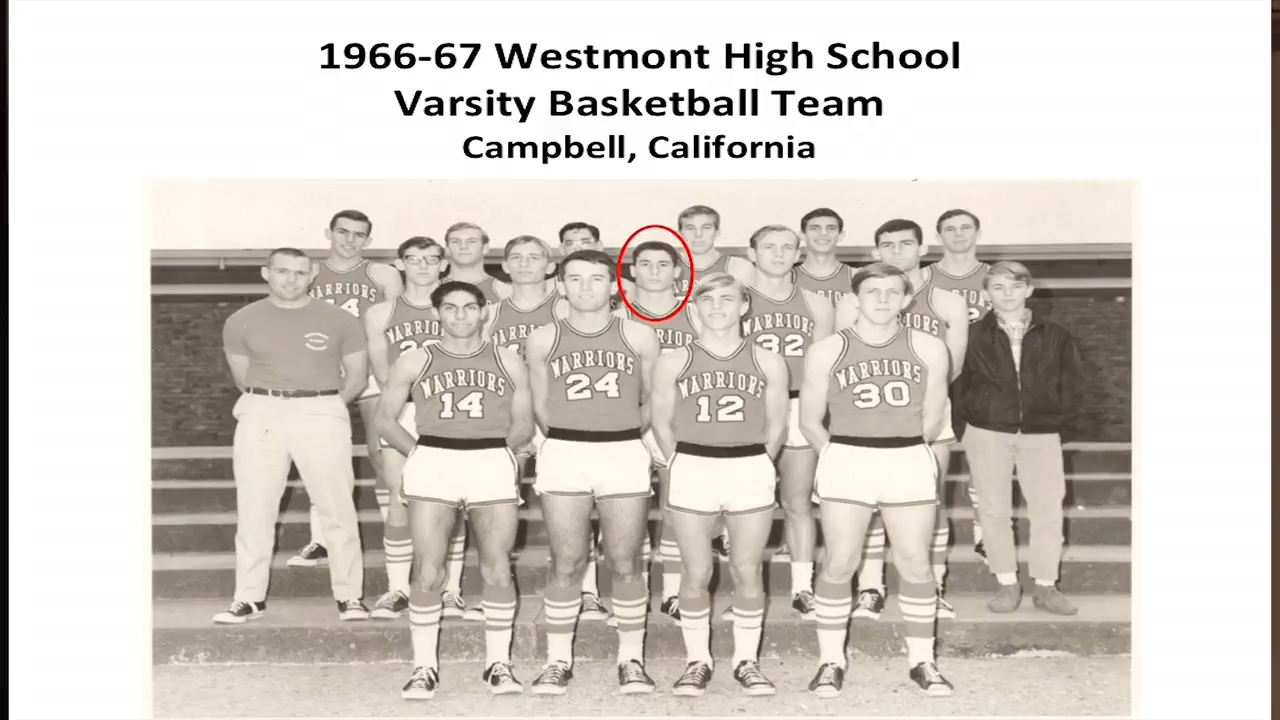 1966-67 Westmont High School
Varsity Basketball Team
Campbell, California
WARRIORS
14
WARRIORS
24
WARRIORS
12
WARRIORS
30
WARRIORS
32
WARRIORS